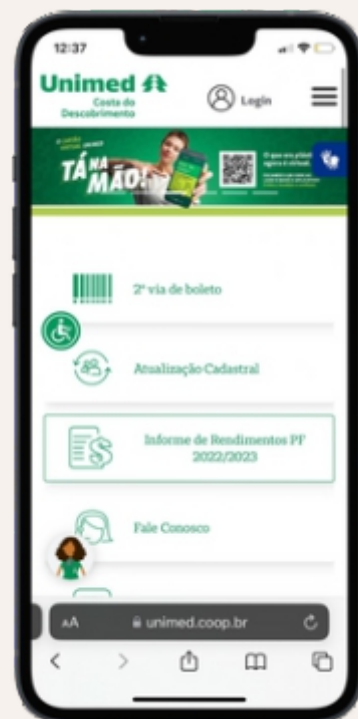 12:37
Unimed
Costa do
Descobrimento
Login
TÁ NA
MÃO!
2ª via de boleto
Atualização Cadastral
Informe de Rendimentos PF
2022/2023
Fale Conosco
AA
unimed.coop.br